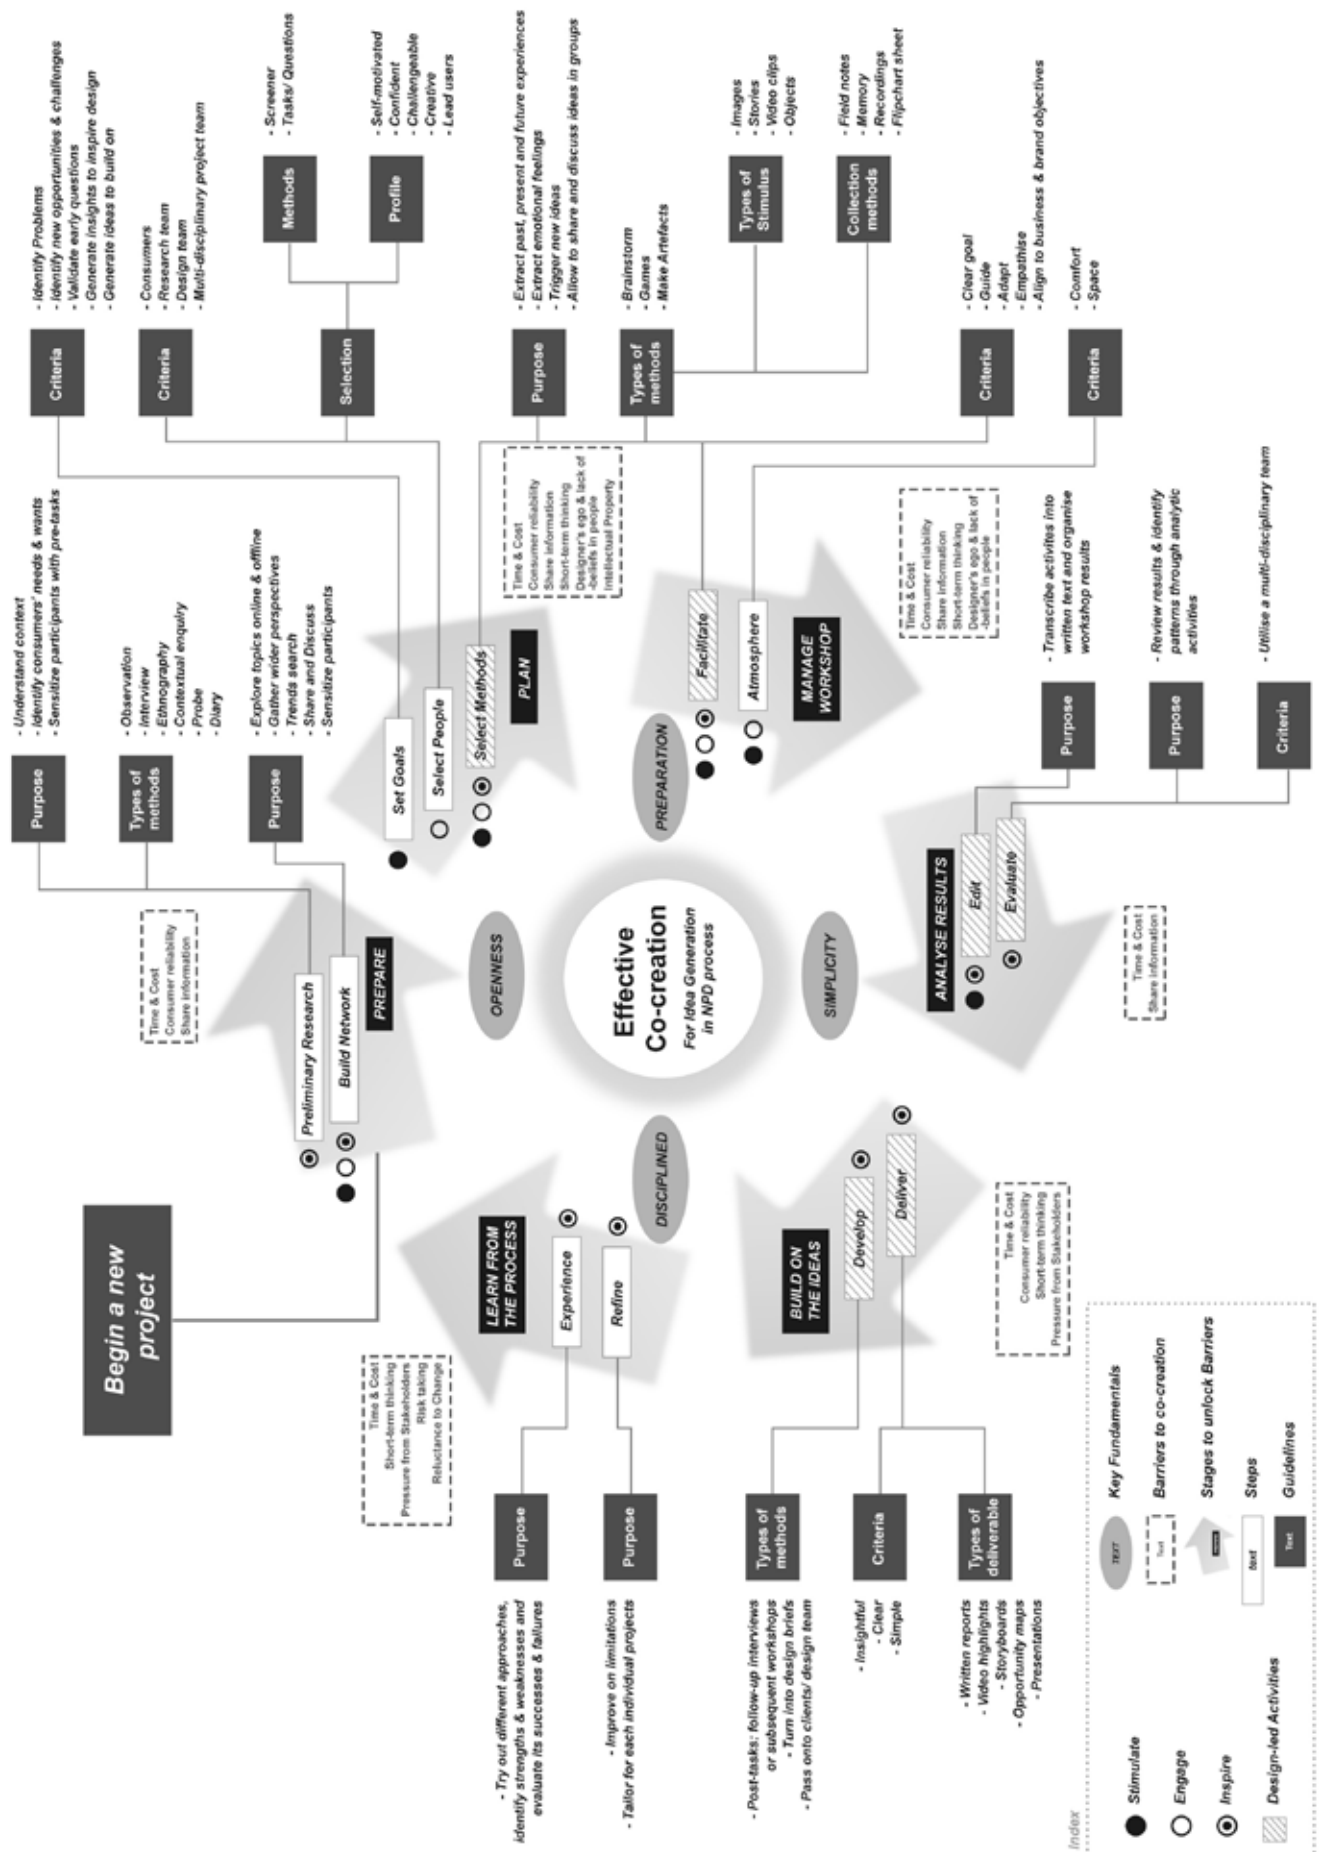 Begin a new
project
Effective
Co-creation
For Idea Generation
in NPD process
OPENNESS
PREPARATION
SIMPLICITY
DISCIPLINED
PREPARE
Preliminary Research
Build Network
Time & Cost
Consumer reliability
Share information
Purpose
- Understand context
- Identify consumers' needs & wants
- Sensitize participants with pre-tasks
Types of
methods
- Observation
- Interview
- Ethnography
- Contextual enquiry
- Probe
- Diary
Purpose
- Explore topics online & offline
- Gather wider perspectives
- Trends search
- Share and Discuss
- Sensitize participants
PLAN
Set Goals
Select People
Select Methods
Time & Cost
Consumer reliability
Share information
Short-term thinking
Designer's ego & lack of
-beliefs in people
Intellectual Property
Criteria
- Identify Problems
- Identify new opportunities & challenges
- Validate early questions
- Generate insights to inspire design
- Generate ideas to build on
Criteria
- Consumers
- Research team
- Design team
- Multi-disciplinary project team
Selection
Methods
- Screener
- Tasks/ Questions
Profile
- Self-motivated
- Confident
- Challengeable
- Creative
- Lead users
Purpose
- Extract past, present and future experiences
- Extract emotional feelings
- Trigger new ideas
- Allow to share and discuss ideas in groups
Types of
methods
- Brainstorm
- Games
- Make Artefacts
Types of
Stimulus
- Images
- Stories
- Video clips
- Objects
Collection
methods
- Field notes
- Memory
- Recordings
- Flipchart sheet
MANAGE
WORKSHOP
Facilitate
Atmosphere
Time & Cost
Consumer reliability
Share information
Short-term thinking
Designer's ego & lack of
-beliefs in people
Criteria
- Clear goal
- Guide
- Adapt
- Empathise
- Align to business & brand objectives
Criteria
- Comfort
- Space
ANALYSE RESULTS
Edit
Evaluate
Time & Cost
Share information
Purpose
- Transcribe activites into
written text and organise
workshop results
Purpose
- Review results & identify
patterns through analytic
activities
Criteria
- Utilise a multi-disciplinary team
BUILD ON
THE IDEAS
Develop
Deliver
Time & Cost
Consumer reliability
Short-term thinking
Pressure from Stakeholders
Types of
methods
- Post-tasks: follow-up interviews
or subsequent workshops
- Turn into design briefs
- Pass onto clients/ design team
Criteria
- Insightful
- Clear
- Simple
Types of
deliverable
- Written reports
- Video highlights
- Storyboards
- Opportunity maps
- Presentations
LEARN FROM
THE PROCESS
Experience
Refine
Time & Cost
Short-term thinking
Pressure from Stakeholders
Risk taking
Reluctance to Change
Purpose
- Try out different approaches,
identify strengths & weaknesses and
evaluate its successes & failures
Purpose
- Improve on limitations
- Tailor for each individual projects
Index
Stimulate
Engage
Inspire
Design-led Activities
TEXT
Key Fundamentals
Text
Barriers to co-creation
Stages to unlock Barriers
text
Steps
Text
Guidelines